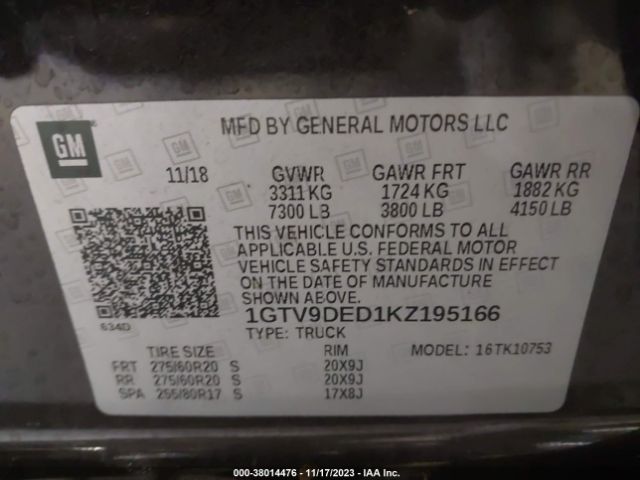 GM
MFD BY GENERAL MOTORS LLC
11/18 GVWR GAWR FRT GAWR RR
3311 KG 1724 KG 1882 KG
7300 LB 3800 LB 4150 LB
THIS VEHICLE CONFORMS TO ALL
APPLICABLE U.S. FEDERAL MOTOR
VEHICLE SAFETY STANDARDS IN EFFECT
ON THE DATE OF MANUFACTURE
SHOWN ABOVE.
634D
1GTV9DED1KZ195166
TYPE: TRUCK
TIRE SIZE RIM MODEL: 16TK10753
FRT 275/60R20 S 20X9J
RR 275/60R20 S 20X9J
SPA 255/80R17 S 17X8J
000-38014476 - 11/17/2023 - IAA Inc.